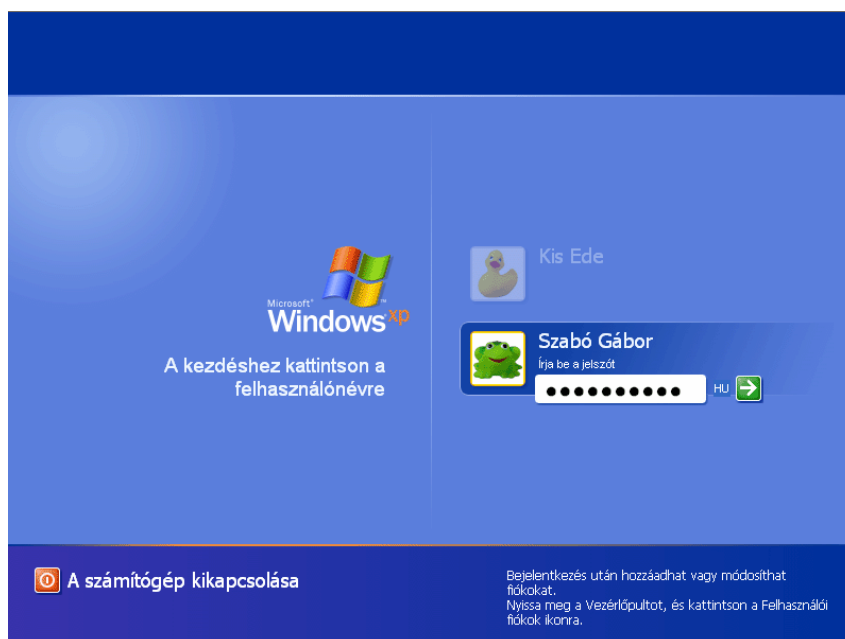 Microsoft®
Windows xp
A kezdéshez kattintson a
felhasználónévre
Kis Ede
Szabó Gábor
Írja be a jelszót
●●●●●●●●●●
HU
A számítógép kikapcsolása
Bejelentkezés után hozzáadhat vagy módosíthat
fiókokat.
Nyissa meg a Vezérlőpultot, és kattintson a Felhasználói
fiókok ikonra.